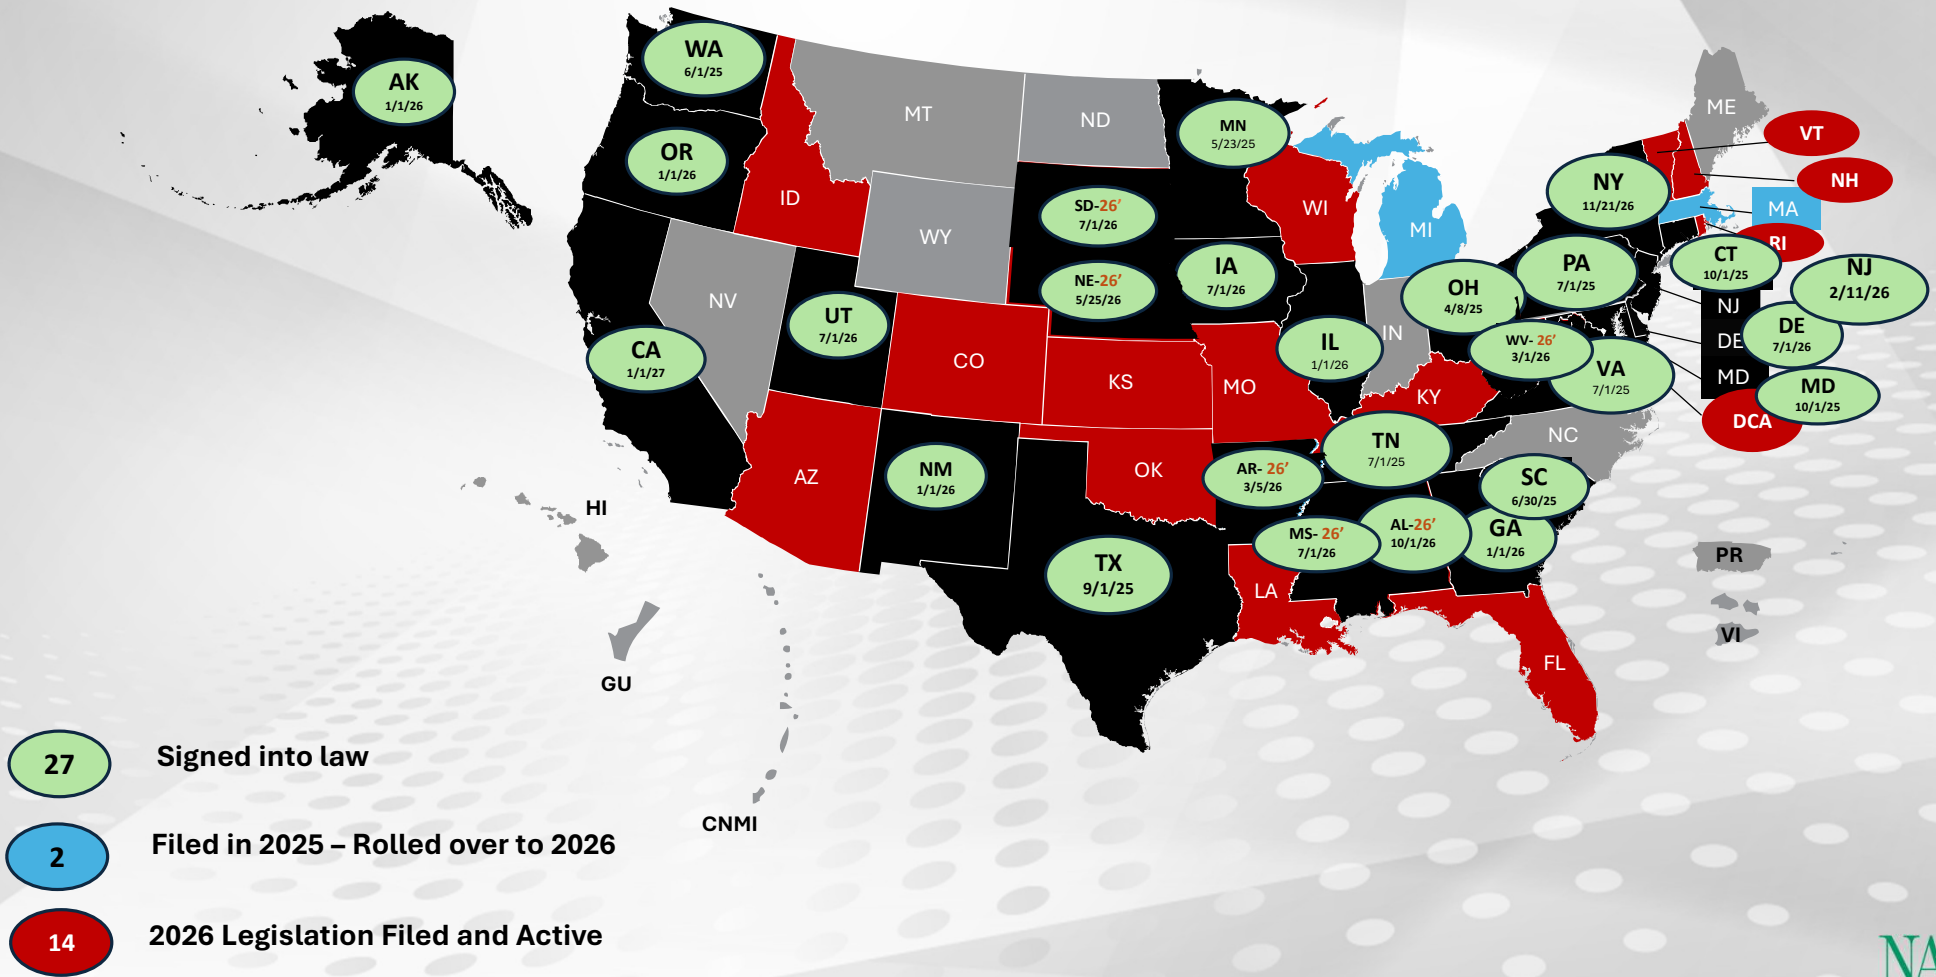 AK
1/1/26
WA
6/1/25
OR
1/1/26
ID
MT
ND
WY
NV
UT
7/1/26
CA
1/1/27
CO
AZ
NM
1/1/26
SD-26’
7/1/26
NE-26’
5/25/26
KS
OK
TX
9/1/25
MN
5/23/25
IA
7/1/26
WI
MI
IL
1/1/26
IN
MO
KY
OH
4/8/25
WV- 26’
3/1/26
PA
7/1/25
VA
7/1/25
NY
11/21/26
ME
VT
NH
MA
RI
CT
10/1/25
NJ
2/11/26
NJ
DE
DE
7/1/26
MD
MD
10/1/25
DCA
TN
7/1/25
NC
AR- 26’
3/5/26
SC
6/30/25
MS- 26’
7/1/26
AL-26’
10/1/26
GA
1/1/26
LA
FL
HI
GU
CNMI
PR
VI
27 Signed into law
2 Filed in 2025 – Rolled over to 2026
14 2026 Legislation Filed and Active
NA